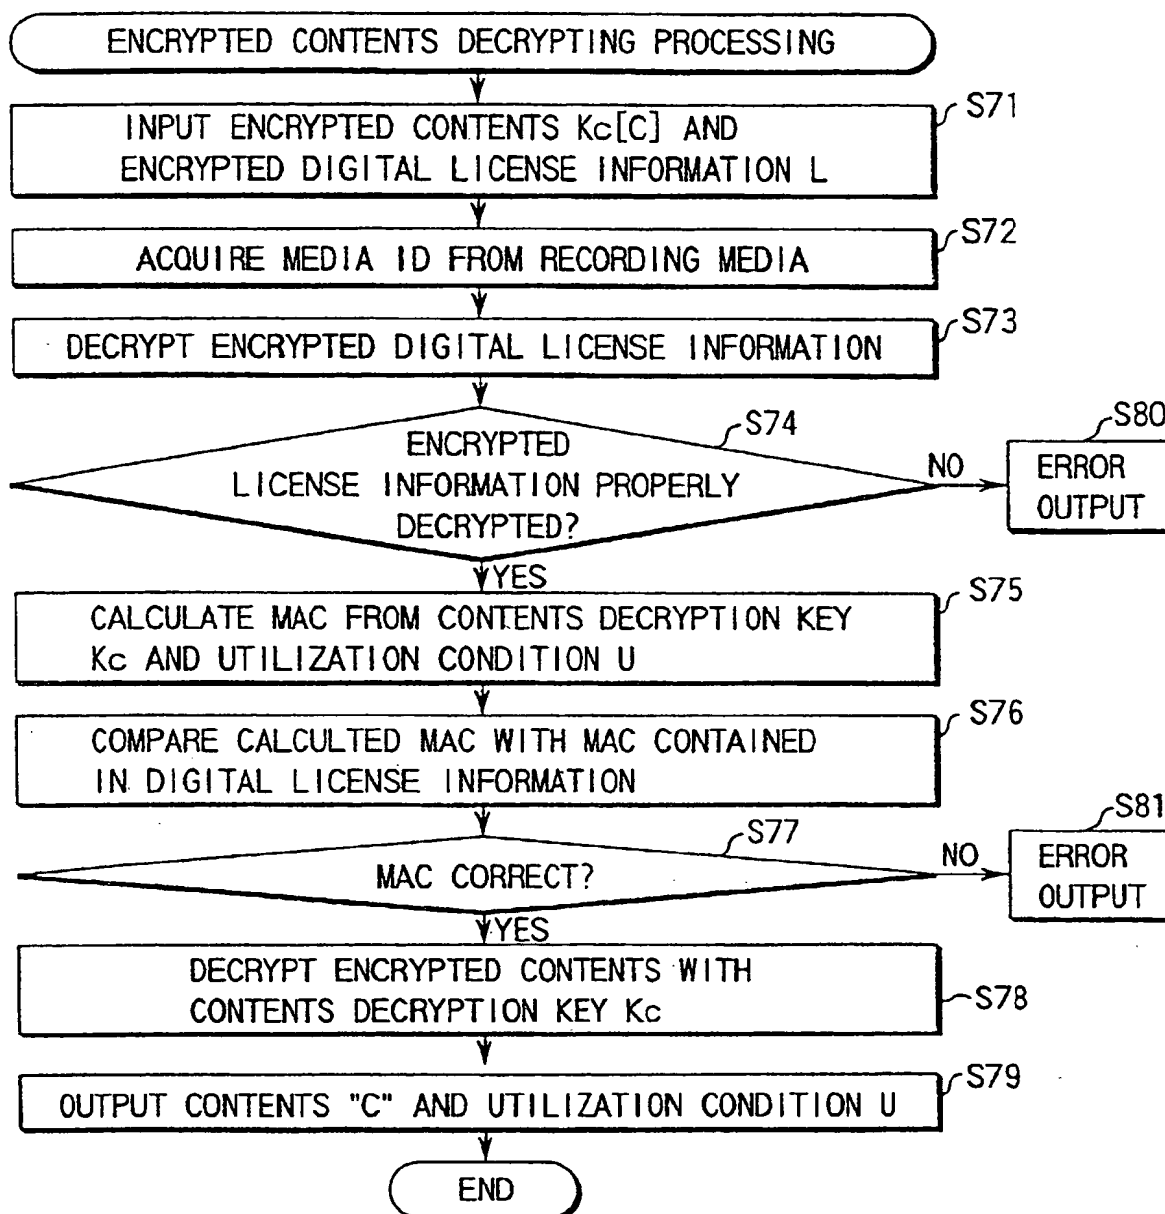 ENCRYPTED CONTENTS DECRYPTING PROCESSING
S71
INPUT ENCRYPTED CONTENTS Kc[C] AND
ENCRYPTED DIGITAL LICENSE INFORMATION L
S72
ACQUIRE MEDIA ID FROM RECORDING MEDIA
S73
DECRYPT ENCRYPTED DIGITAL LICENSE INFORMATION
S74
ENCRYPTED
LICENSE INFORMATION PROPERLY
DECRYPTED?
NO
S80
ERROR
OUTPUT
YES
S75
CALCULATE MAC FROM CONTENTS DECRYPTION KEY
Kc AND UTILIZATION CONDITION U
S76
COMPARE CALCULTED MAC WITH MAC CONTAINED
IN DIGITAL LICENSE INFORMATION
S77
MAC CORRECT?
NO
S81
ERROR
OUTPUT
YES
DECRYPT ENCRYPTED CONTENTS WITH
CONTENTS DECRYPTION KEY Kc
S78
S79
OUTPUT CONTENTS "C" AND UTILIZATION CONDITION U
END